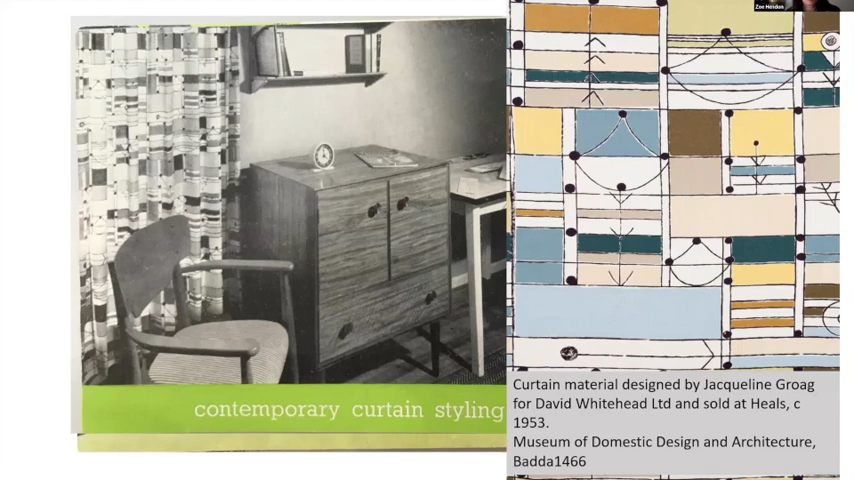 Zoe Hendon
contemporary curtain styling
Curtain material designed by Jacqueline Groag
for David Whitehead Ltd and sold at Heals, c
1953.
Museum of Domestic Design and Architecture,
Badda1466